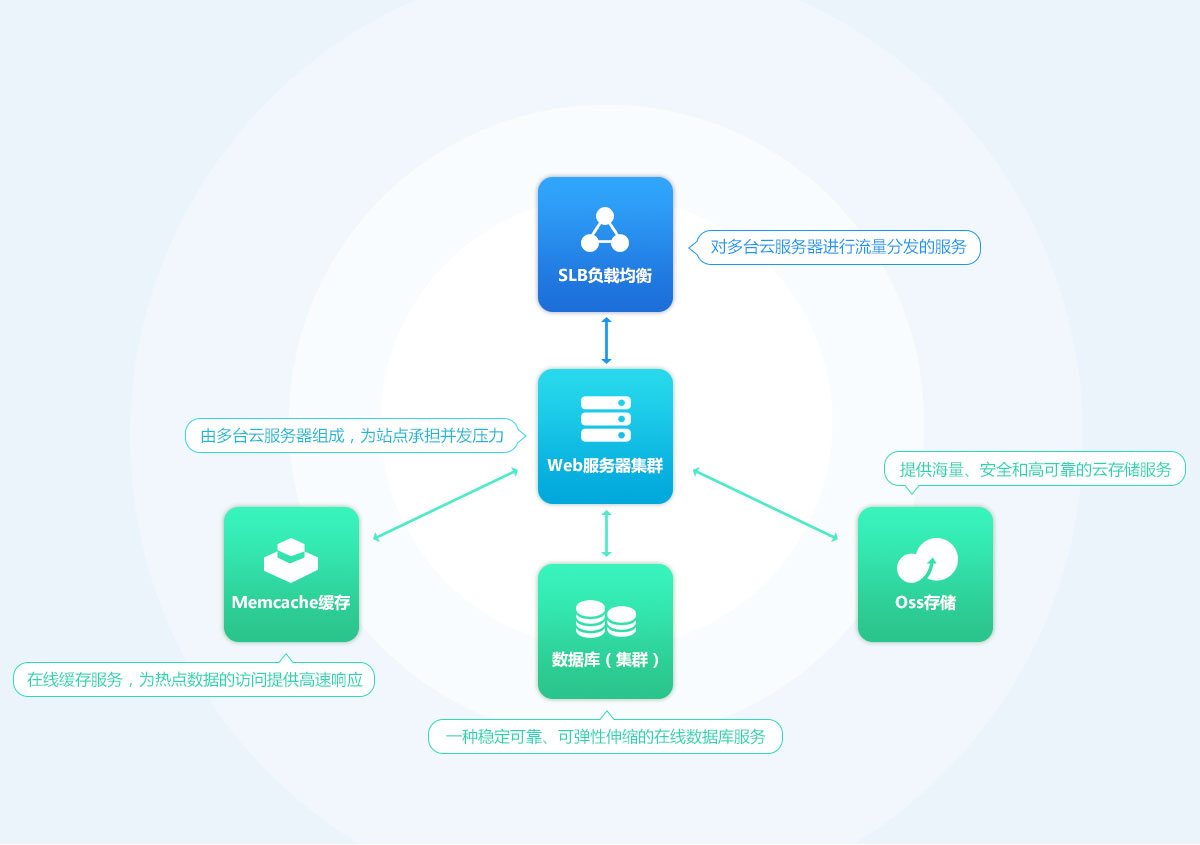 SLB负载均衡
对多台云服务器进行流量分发的服务
由多台云服务器组成，为站点承担并发压力
Web服务器集群
提供海量、安全和高可靠的云存储服务
Memcache缓存
Oss存储
数据库（集群）
在线缓存服务，为热点数据的访问提供高速响应
一种稳定可靠、可弹性伸缩的在线数据库服务